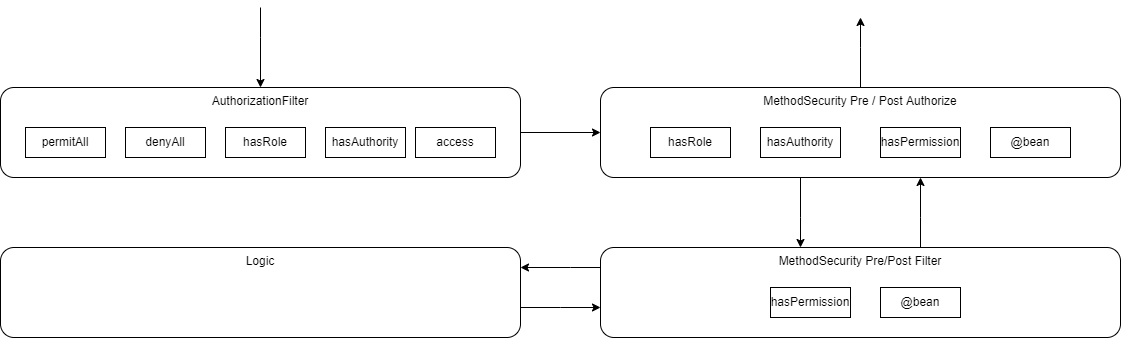 AuthorizationFilter
permitAll
denyAll
hasRole
hasAuthority
access
MethodSecurity Pre / Post Authorize
hasRole
hasAuthority
hasPermission
@bean
Logic
MethodSecurity Pre/Post Filter
hasPermission
@bean